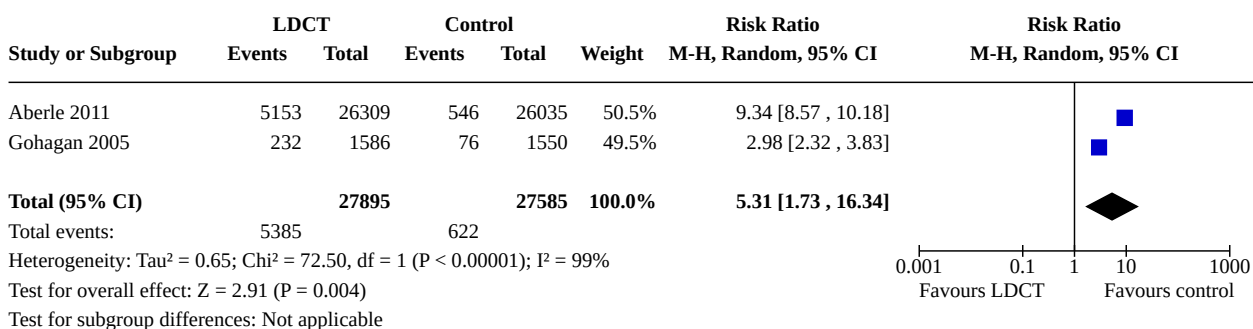 LDCT Control Risk Ratio Risk Ratio
Study or Subgroup Events Total Events Total Weight M-H, Random, 95% CI M-H, Random, 95% CI
Aberle 2011 5153 26309 546 26035 50.5% 9.34 [8.57 , 10.18]
Gohagan 2005 232 1586 76 1550 49.5% 2.98 [2.32 , 3.83]
Total (95% CI) 27895 27585 100.0% 5.31 [1.73 , 16.34]
Total events: 5385 622
Heterogeneity: Tau² = 0.65; Chi² = 72.50, df = 1 (P < 0.00001); I² = 99% 0.001 0.1 1 10 1000
Test for overall effect: Z = 2.91 (P = 0.004) Favours LDCT Favours control
Test for subgroup differences: Not applicable